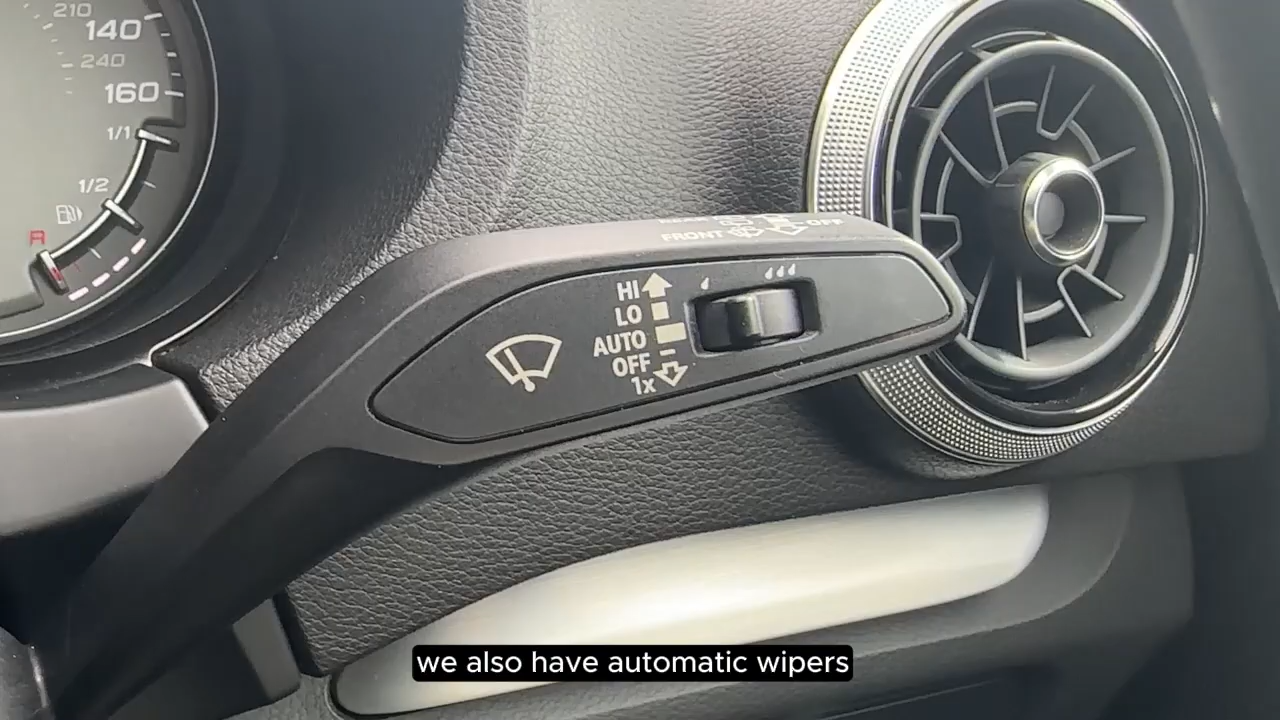 210
140
240
160
1/1
1/2
R
FRONT OFF
HI
LO
AUTO
OFF
1x
we also have automatic wipers